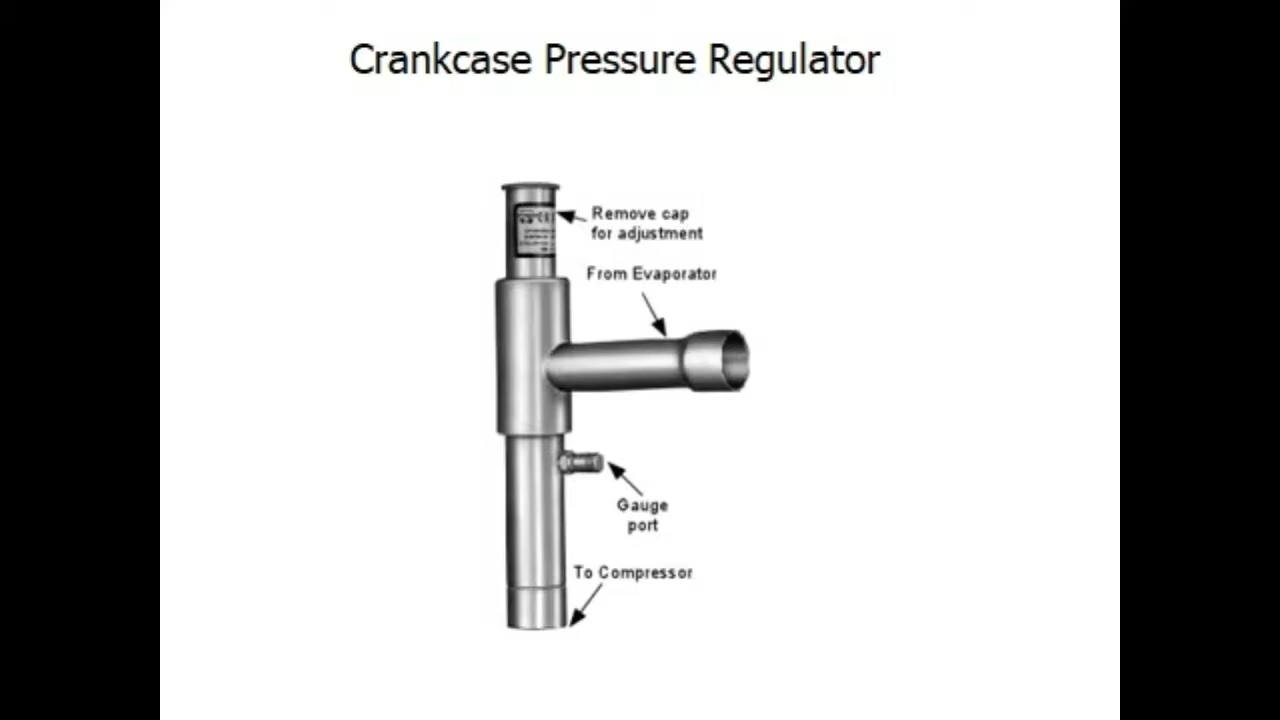 Crankcase Pressure Regulator
Remove cap
for adjustment
From Evaporator
Gauge
port
To Compressor